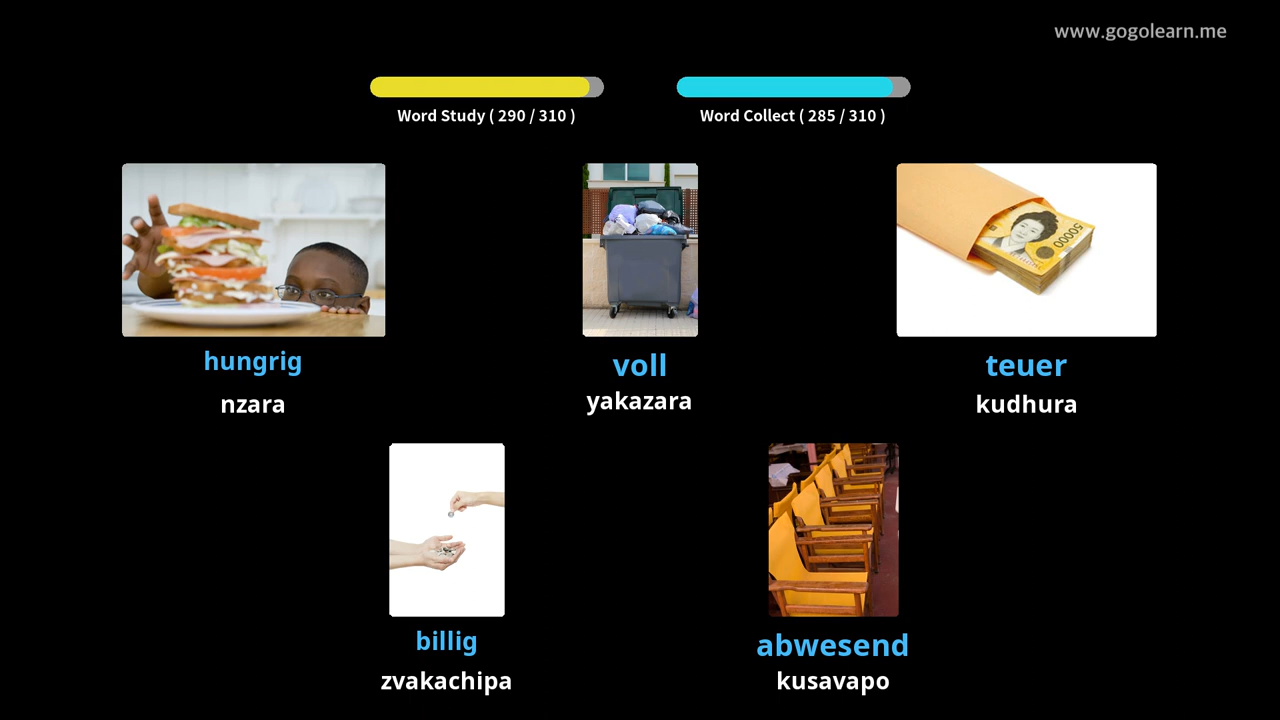 www.gogolearn.me
Word Study ( 290 / 310 )
Word Collect ( 285 / 310 )
50000
hungrig
nzara
voll
yakazara
teuer
kudhura
billig
zvakachipa
abwesend
kusavapo